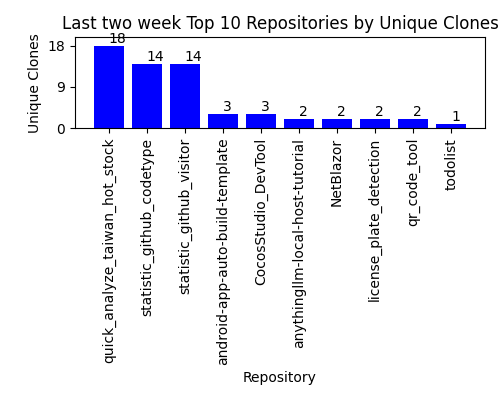 Last two week Top 10 Repositories by Unique Clones
Unique Clones
18
9
0
18
14
14
3
3
2
2
2
2
1
quick_analyze_taiwan_hot_stock
statistic_github_codetype
statistic_github_visitor
android-app-auto-build-template
CocosStudio_DevTool
anythingllm-local-host-tutorial
NetBlazor
license_plate_detection
qr_code_tool
todolist
Repository